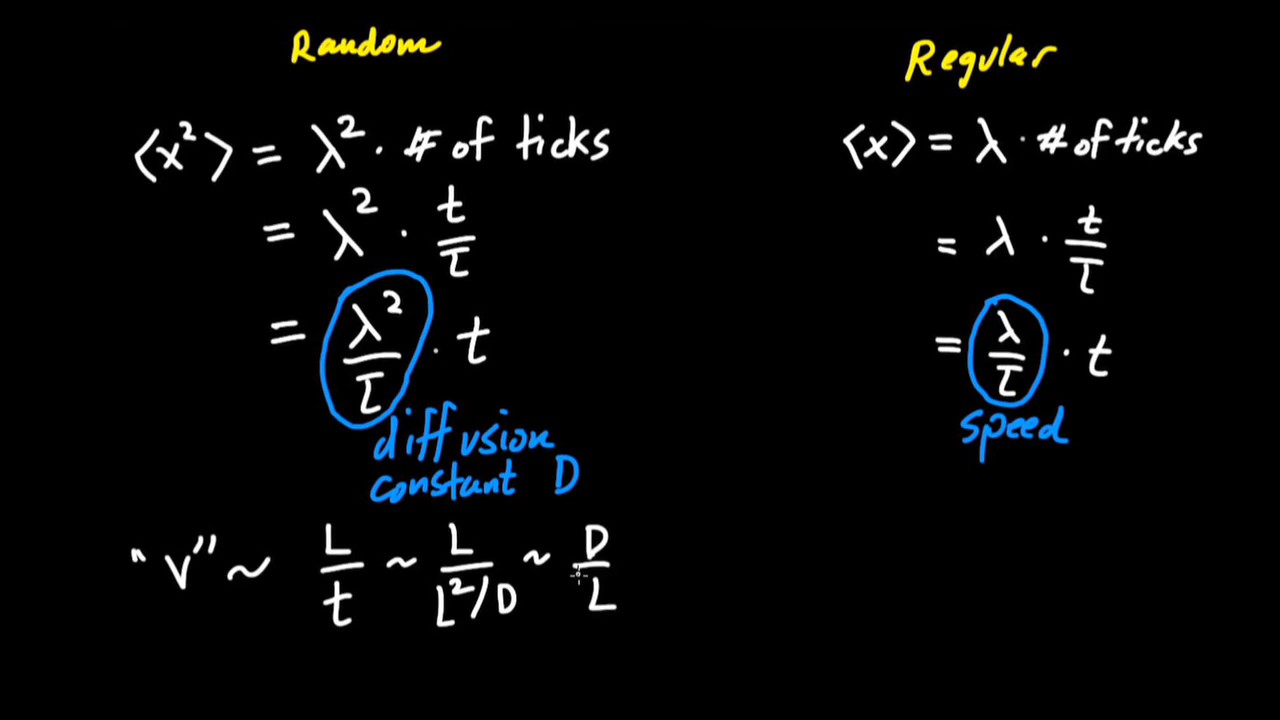 Random
⟨x²⟩ = λ² · # of ticks
= λ² · t/τ
= λ²/τ · t
diffusion
constant D
"v" ~ L/t ~ L/L²/D ~ D/L
Regular
⟨x⟩ = λ · # of ticks
= λ · t/τ
= λ/τ · t
speed